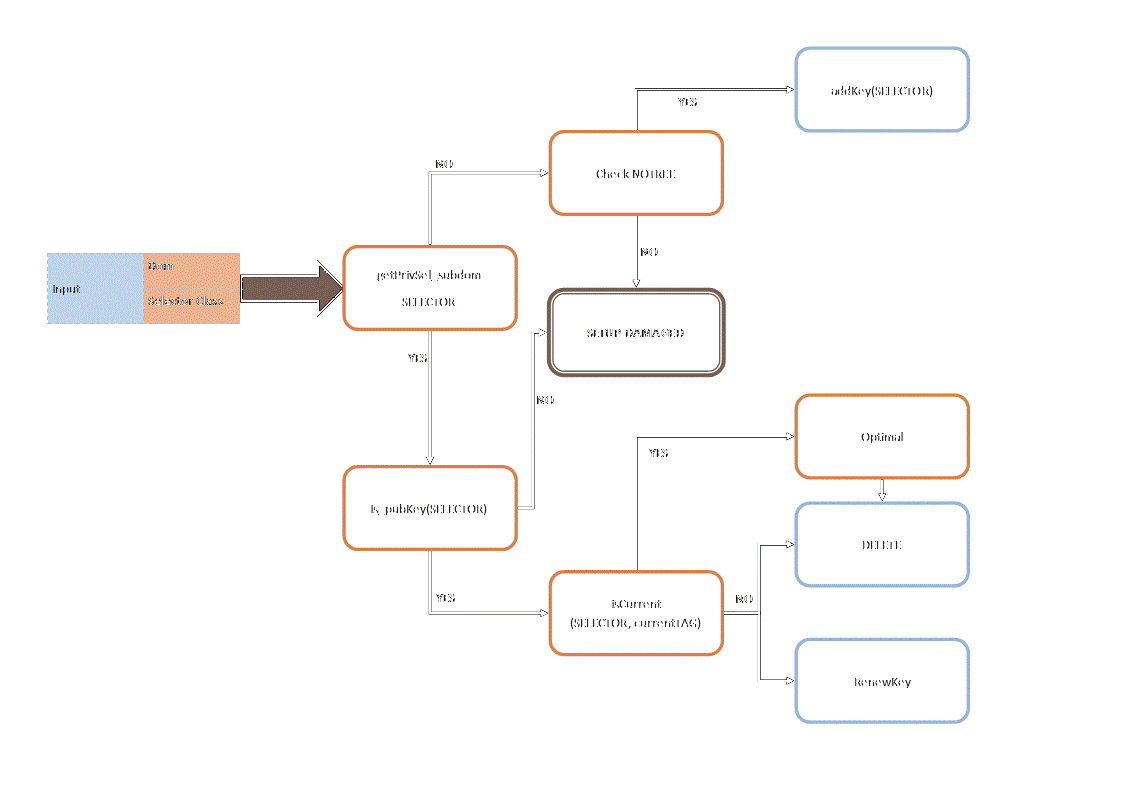 addKey(SELECTOR)
YES
Check NOTREE
NO
NO
Input
Dom
Selector Class
getPrivSel_subdom
SELECTOR
SETUP DAMAGED
YES
NO
Optimal
YES
Is_pubKey(SELECTOR)
DELETE
YES
isCurrent
(SELECTOR, currentTAG)
NO
RenewKey